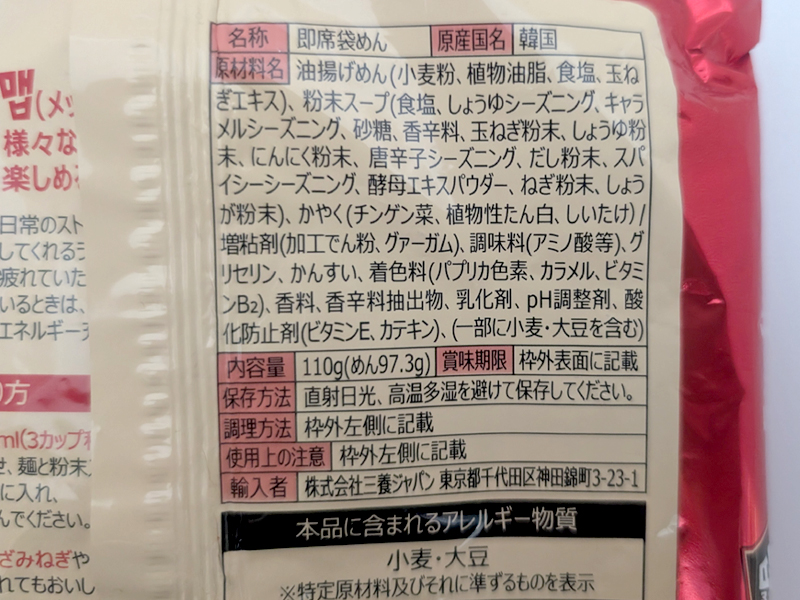 맵(メッ
様々な
楽しめ
日常のスト
してくれるラ
疲れていた
いるときは、
エネルギー
方
ml(3カップ
せ、麺と粉末
に入れ、
んでください。
ざみねぎや
れてもおいし
名称 即席袋めん 原産国名 韓国
原材料名 油揚げめん(小麦粉、植物油脂、食塩、玉ね
ぎエキス)、粉末スープ(食塩、しょうゆシーズニング、キャラ
メルシーズニング、砂糖、香辛料、玉ねぎ粉末、しょうゆ粉
末、にんにく粉末、唐辛子シーズニング、だし粉末、スパ
イシーシーズニング、酵母エキスパウダー、ねぎ粉末、しょう
が粉末)、かやく(チンゲン菜、植物性たん白、しいたけ)/
増粘剤(加工でん粉、グァーガム)、調味料(アミノ酸等)、グ
リセリン、かんすい、着色料(パプリカ色素、カラメル、ビタミ
ンB₂)、香料、香辛料抽出物、乳化剤、pH調整剤、酸
化防止剤(ビタミンE、カテキン)、(一部に小麦・大豆を含む)
内容量 110g(めん97.3g) 賞味期限 枠外表面に記載
保存方法 直射日光、高温多湿を避けて保存してください。
調理方法 枠外左側に記載
使用上の注意 枠外左側に記載
輸入者 株式会社三養ジャパン 東京都千代田区神田錦町3-23-1
本品に含まれるアレルギー物質
小麦・大豆
※特定原材料及びそれに準ずるものを表示